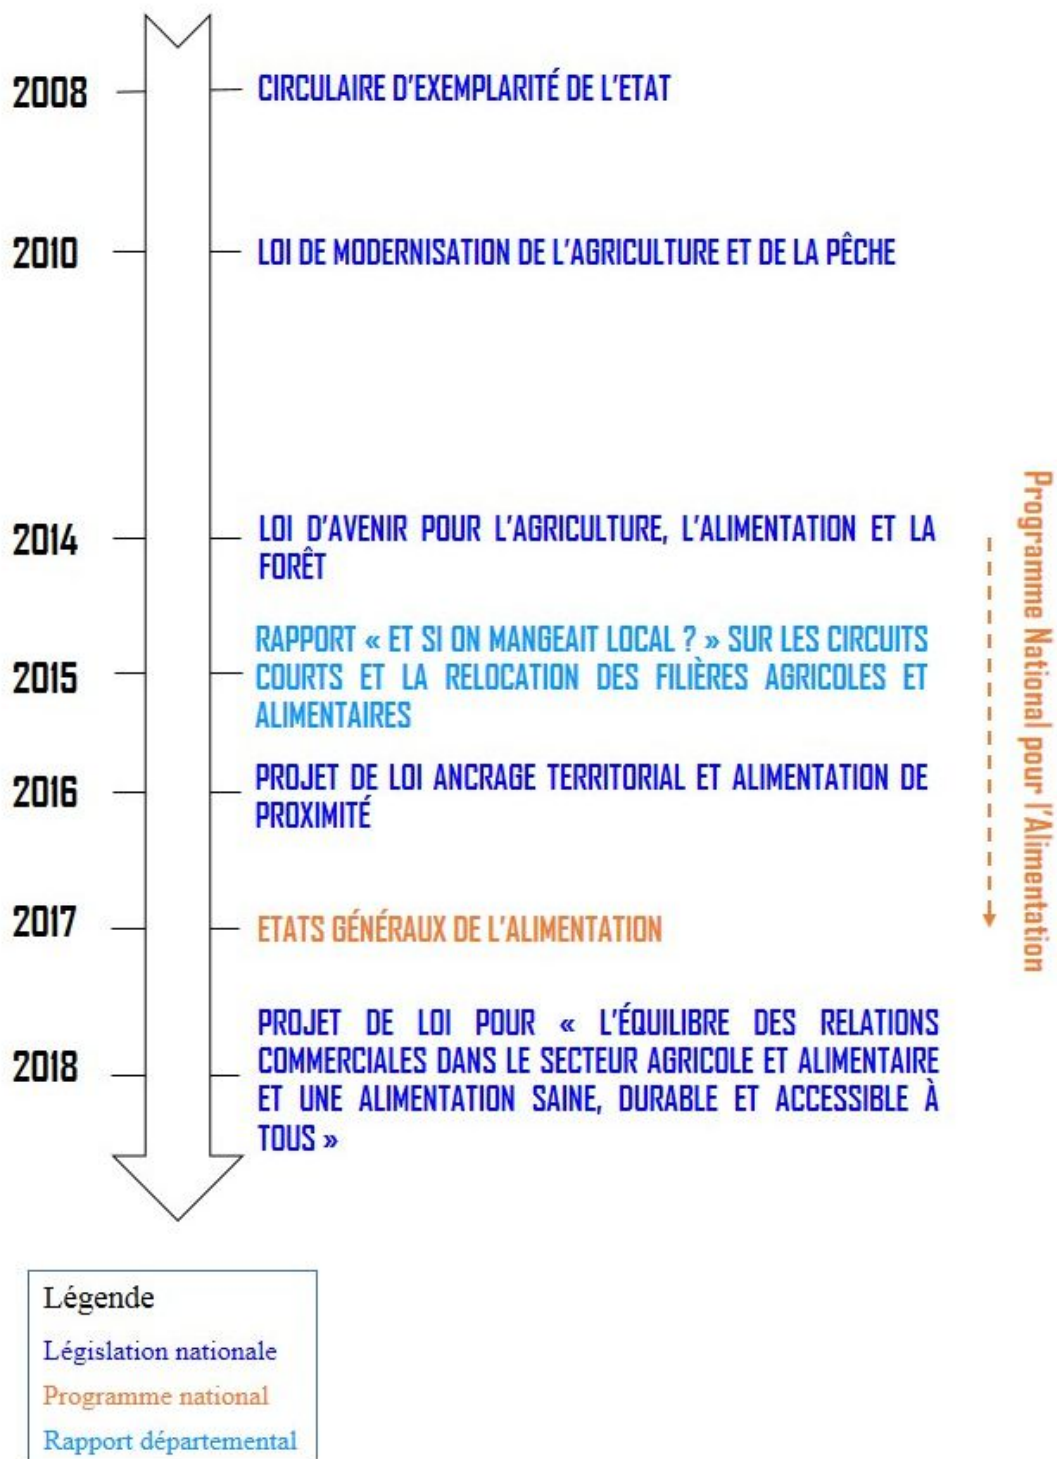 2008
CIRCULAIRE D'EXEMPLARITÉ DE L'ETAT
2010
LOI DE MODERNISATION DE L'AGRICULTURE ET DE LA PÊCHE
2014
LOI D'AVENIR POUR L'AGRICULTURE, L'ALIMENTATION ET LA
FORÊT
2015
RAPPORT « ET SI ON MANGEAIT LOCAL ? » SUR LES CIRCUITS
COURTS ET LA RELOCATION DES FILIÈRES AGRICOLES ET
ALIMENTAIRES
2016
PROJET DE LOI ANCRAGE TERRITORIAL ET ALIMENTATION DE
PROXIMITÉ
2017
ETATS GÉNÉRAUX DE L'ALIMENTATION
2018
PROJET DE LOI POUR « L'ÉQUILIBRE DES RELATIONS
COMMERCIALES DANS LE SECTEUR AGRICOLE ET ALIMENTAIRE
ET UNE ALIMENTATION SAINE, DURABLE ET ACCESSIBLE À
TOUS »
Programme National pour l'Alimentation
Légende
Législation nationale
Programme national
Rapport départemental